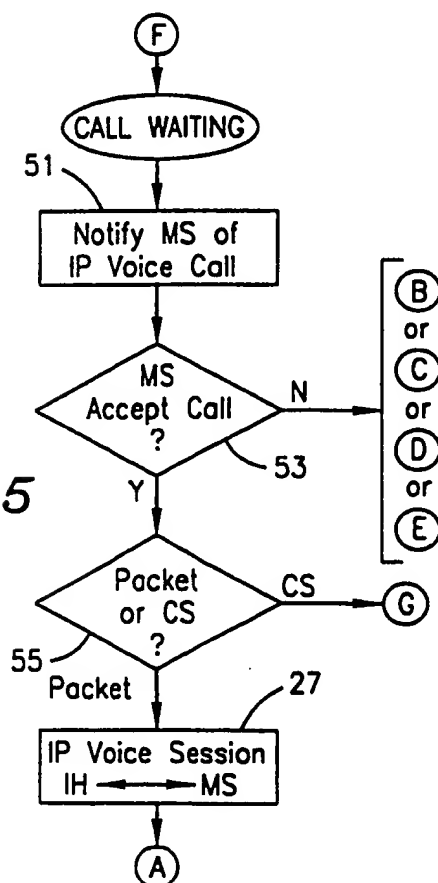 F
CALL WAITING
51
Notify MS of
IP Voice Call
MS
Accept Call
?
N
53
Y
B
or
C
or
D
or
E
5
Packet
or CS
?
CS
G
55
Packet
27
IP Voice Session
IH MS
A